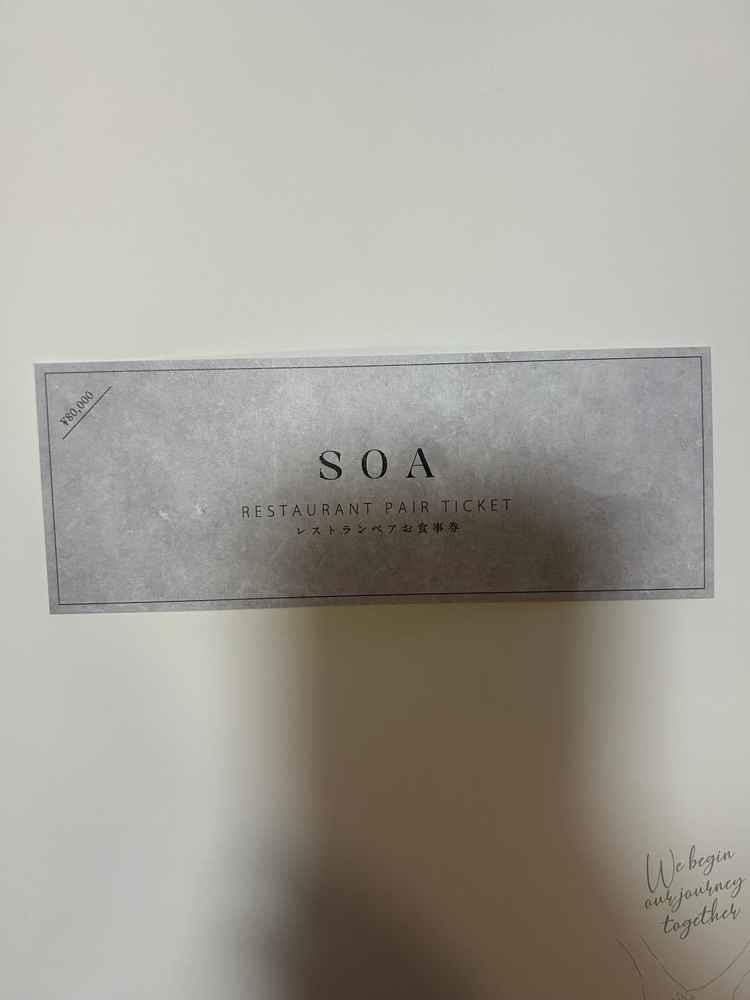 ¥80,000
SOA
RESTAURANT PAIR TICKET
レストランペアお食事券
We begin
our journey
together